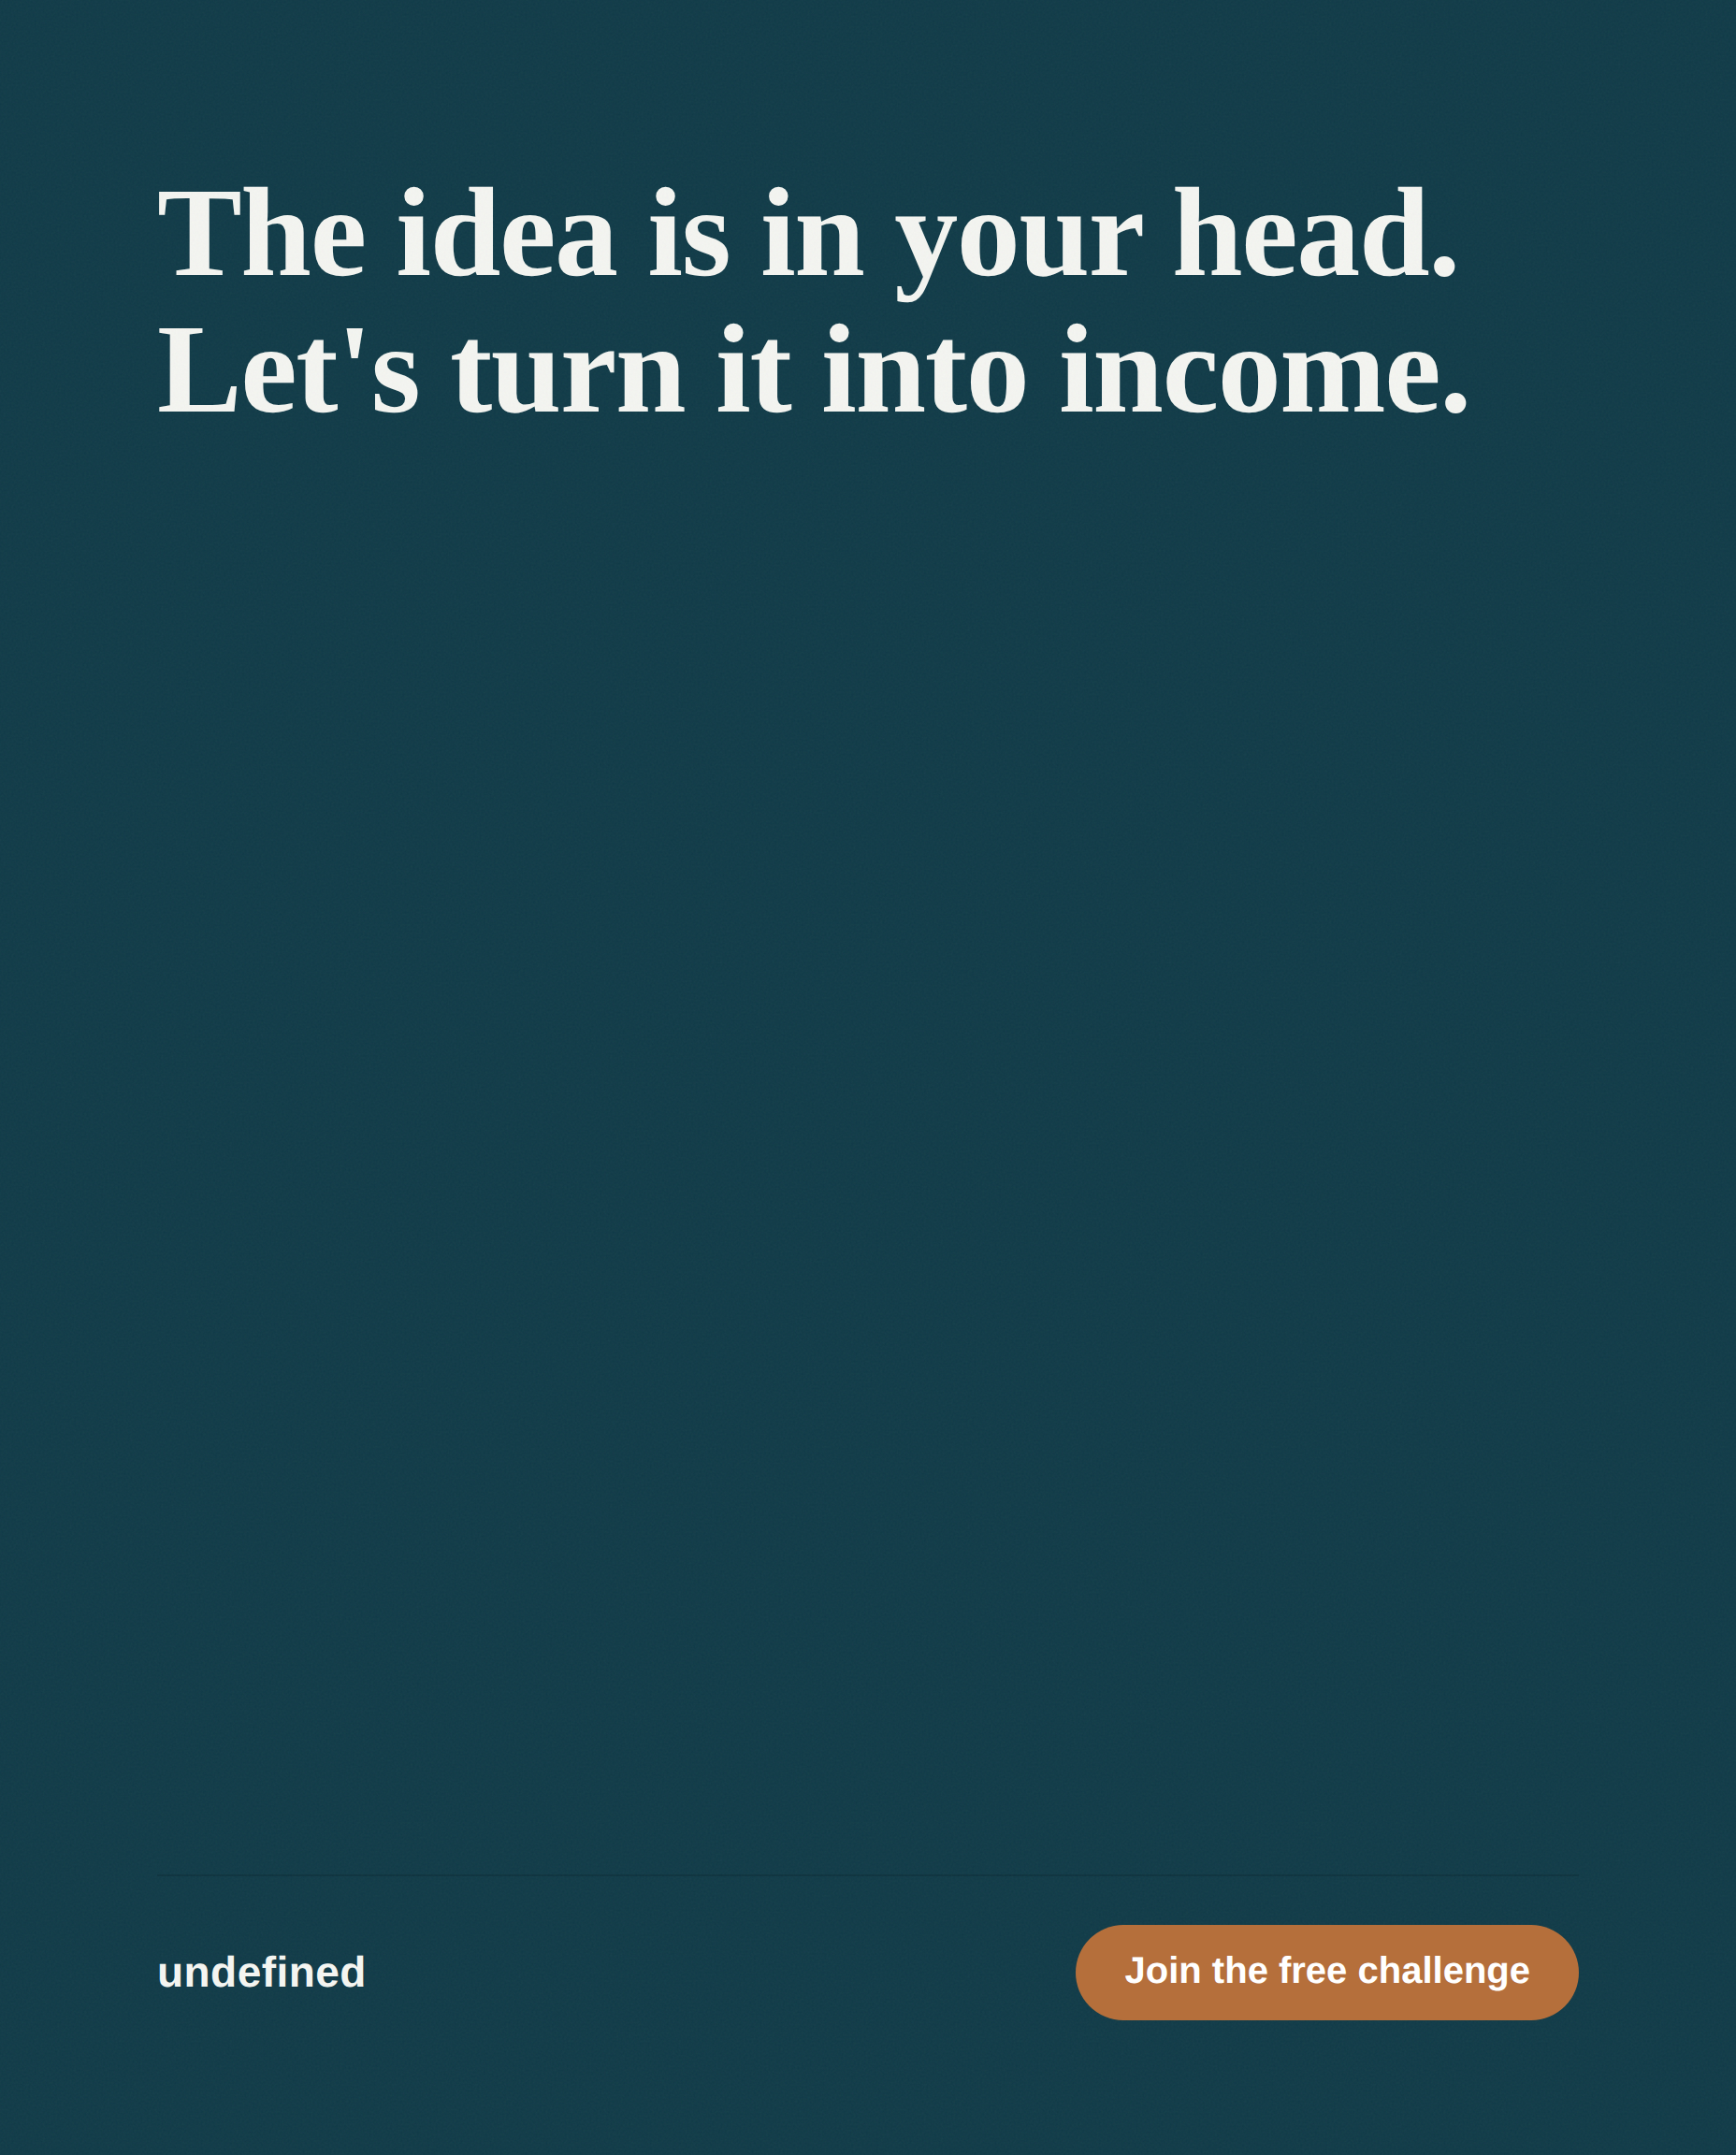 The idea is in your head.
Let's turn it into income.
undefined
Join the free challenge